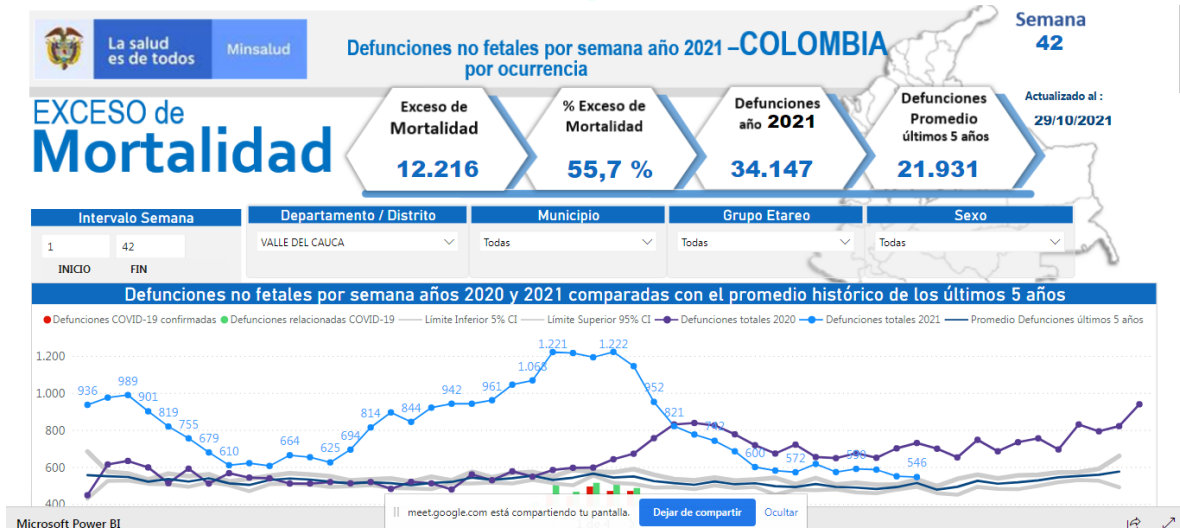 La salud
es de todos
Minsalud
Defunciones no fetales por semana año 2021 –COLOMBIA
por ocurrencia
Semana
42
Actualizado al :
29/10/2021
EXCESO de
Mortalidad
Exceso de
Mortalidad
12.216
% Exceso de
Mortalidad
55,7 %
Defunciones
año 2021
34.147
Defunciones
Promedio
últimos 5 años
21.931
Intervalo Semana
1
42
INICIO
FIN
Departamento / Distrito
VALLE DEL CAUCA
Municipio
Todas
Grupo Etareo
Todas
Sexo
Todas
Defunciones no fetales por semana años 2020 y 2021 comparadas con el promedio histórico de los últimos 5 años
Defunciones COVID-19 confirmadas
Defunciones relacionadas COVID-19
Límite Inferior 5% CI
Límite Superior 95% CI
Defunciones totales 2020
Defunciones totales 2021
Promedio Defunciones últimos 5 años
1.200
1.000
800
600
400
936
989
901
819
755
679
610
664
625
694
814
844
942
961
1.068
1.221
1.222
952
821
600
572
546
meet.google.com está compartiendo tu pantalla.
Dejar de compartir
Ocultar
Microsoft Power BI